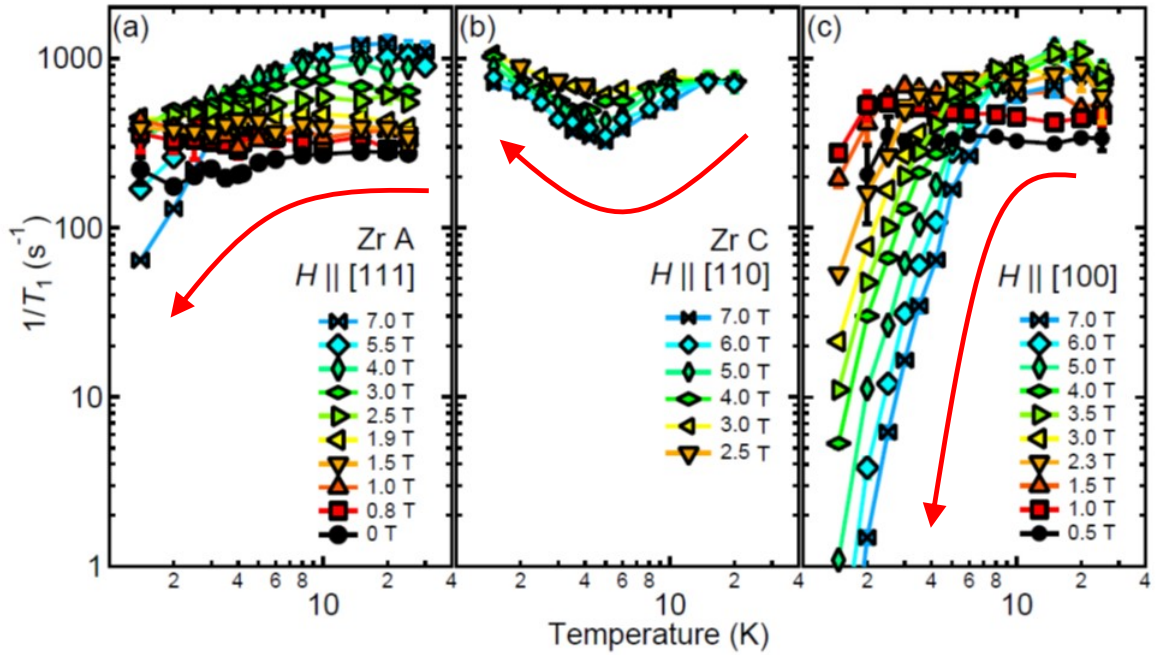 (a)
(b)
(c)
1000
100
10
1
1/T1 (s-1)
Zr A
H || [111]
7.0 T
5.5 T
4.0 T
3.0 T
2.5 T
1.9 T
1.5 T
1.0 T
0.8 T
0 T
Zr C
H || [110]
7.0 T
6.0 T
5.0 T
4.0 T
3.0 T
2.5 T
H || [100]
7.0 T
6.0 T
5.0 T
4.0 T
3.5 T
3.0 T
2.3 T
1.5 T
1.0 T
0.5 T
2 4 6 8 2 4
2 4 6 8 2 4
2 4 6 8 2 4
10
10
10
Temperature (K)